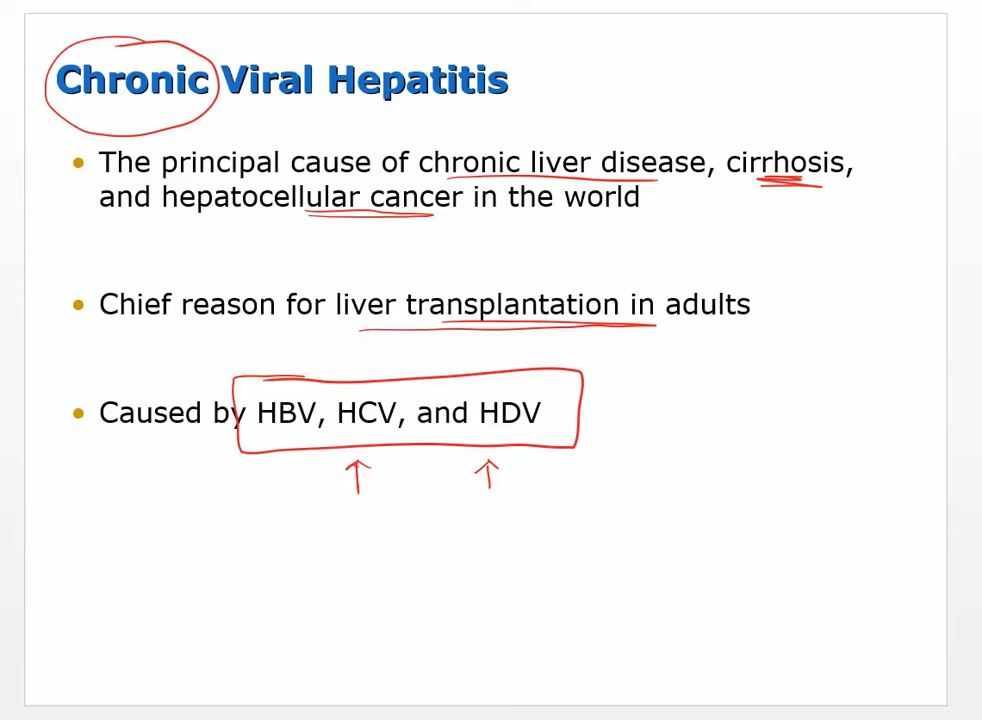 Chronic Viral Hepatitis
• The principal cause of chronic liver disease, cirrhosis,
and hepatocellular cancer in the world
• Chief reason for liver transplantation in adults
• Caused by HBV, HCV, and HDV